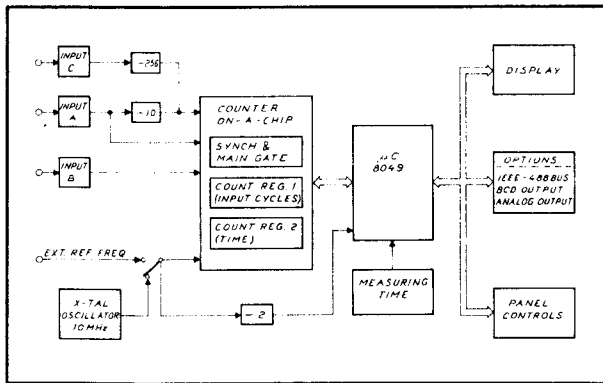 INPUT
C
-256
INPUT
A
-10
INPUT
B
COUNTER
ON-A-CHIP
SYNCH &
MAIN GATE
COUNT REG. 1
(INPUT CYCLES)
COUNT REG. 2
(TIME)
EXT. REF FREQ
X-TAL
OSCILLATOR
10 MHz
-2
μC
8049
MEASURING
TIME
DISPLAY
OPTIONS
IEEE-488 BUS
BCD OUTPUT
ANALOG OUTPUT
PANEL
CONTROLS